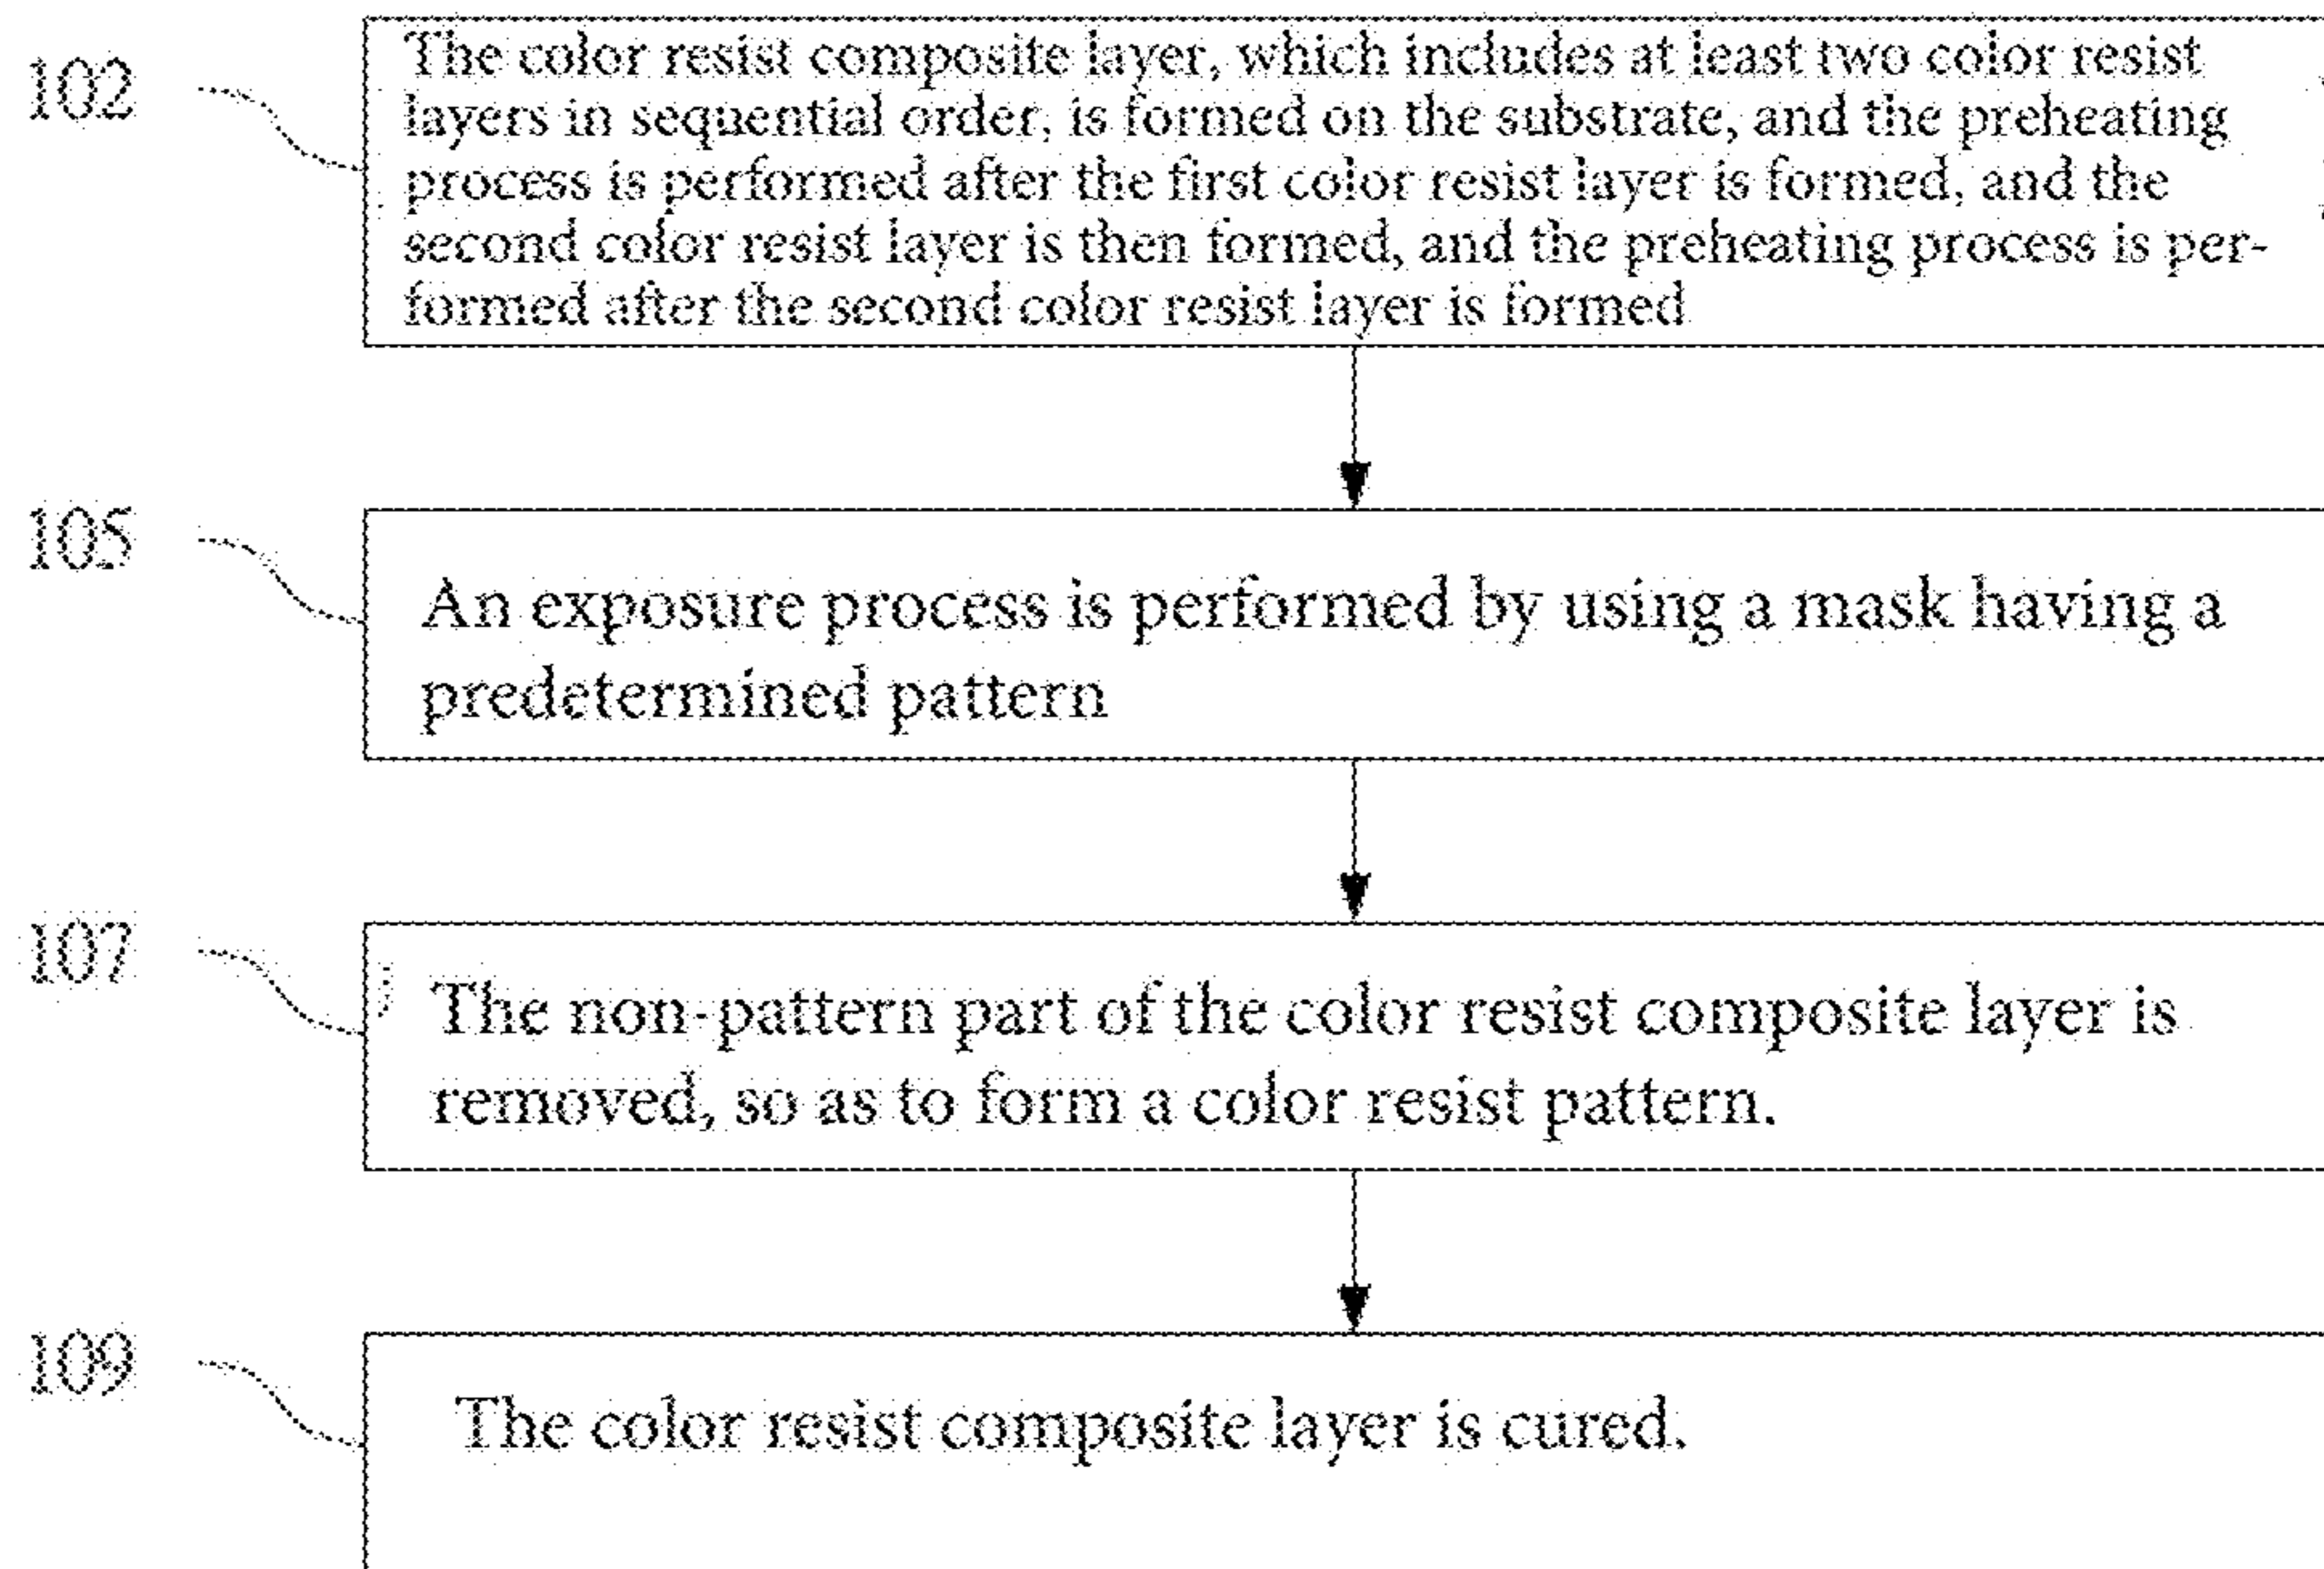 102
The color resist composite layer, which includes at least two color resist
layers in sequential order, is formed on the substrate, and the preheating
process is performed after the first color resist layer is formed, and the
second color resist layer is then formed, and the preheating process is per-
formed after the second color resist layer is formed
105
An exposure process is performed by using a mask having a
predetermined pattern
107
The non-pattern part of the color resist composite layer is
removed, so as to form a color resist pattern.
109
The color resist composite layer is cured.